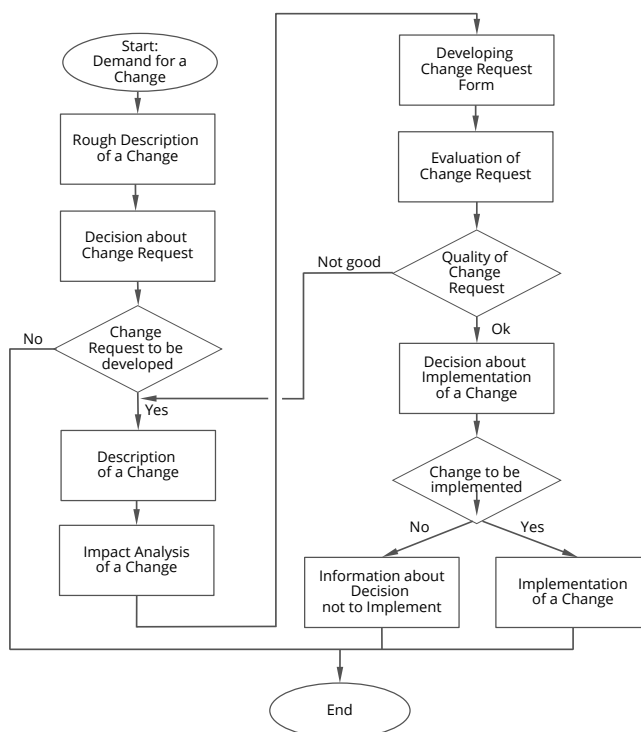 Start:
Demand for a
Change
Rough Description
of a Change
Decision about
Change Request
No
Change
Request to be
developed
Yes
Description
of a Change
Impact Analysis
of a Change
Developing
Change Request
Form
Evaluation of
Change Request
Not good
Quality of
Change
Request
Ok
Decision about
Implementation
of a Change
Change to be
implemented
No
Yes
Information about
Decision
not to Implement
Implementation
of a Change
End